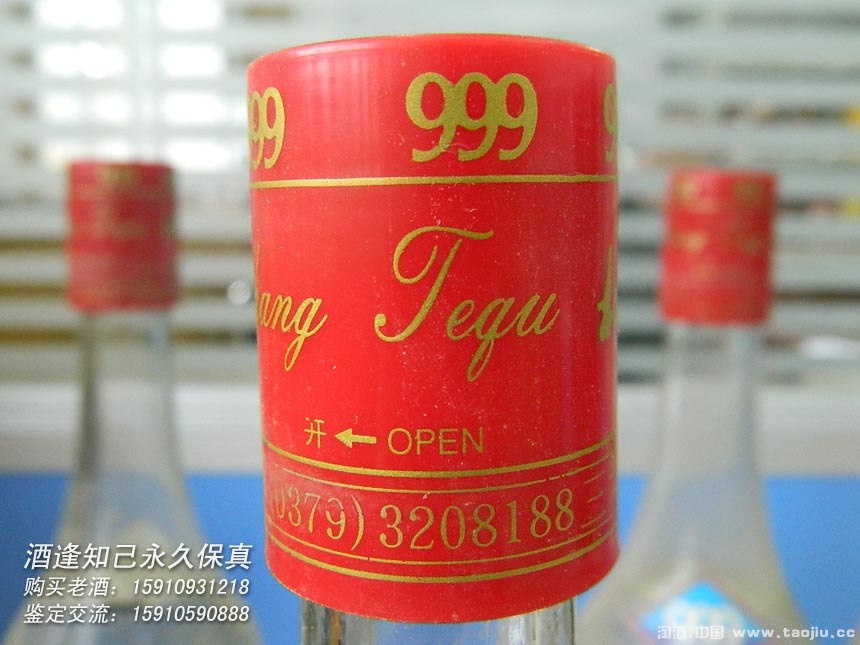 99 999
ang Tequ
开 ← OPEN
(0379) 3208188
酒逢知己永久保真
购买老酒：15910931218
鉴定交流：15910590888
淘酒.中国 www.taojiu.cc